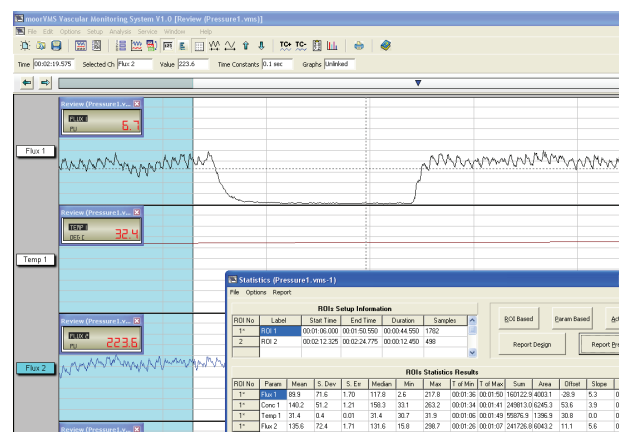 moorVMS Vascular Monitoring System V1.0 [Review (Pressure1.vms)]
File Edit Options Setup Analysis Service Window Help
TC+ TC-
Time 00:02:19.575 Selected Ch Flux 2 Value 223.6 Time Constants 0.1 sec Graphs Unlinked
Review (Pressure1.v...
FLUX 1
PU 6.7
Flux 1
Review (Pressure1.v...
TEMP 1
DEG C 32.4
Temp 1
Statistics (Pressure1.vms-1)
File Options Report
ROIs Setup Information
ROI No Label Start Time End Time Duration Samples
1* ROI 1 00:01:06.000 00:01:50.550 00:00:44.550 1782
2 ROI 2 00:02:12.325 00:02:24.775 00:00:12.450 498
ROI Based Param Based
Report Design Report
Review (Pressure1.v...
FLUX 2
PU 223.6
Flux 2
ROIs Statistics Results
ROI No Param Mean S. Dev S. Err Median Min Max T of Min T of Max Sum Area Offset Slope
1* Flux 1 89.9 71.6 1.70 117.8 2.6 217.8 00:01:36 00:01:50 160122.9 4003.1 -28.9 5.3
1* Conc 1 140.2 51.2 1.21 158.3 33.1 263.2 00:01:34 00:01:41 249813.0 6245.3 53.6 3.9
1* Temp 1 31.4 0.4 0.01 31.4 30.7 31.9 00:01:06 00:01:49 55876.9 1396.9 30.8 0.0
1* Flux 2 135.6 72.4 1.71 131.6 15.8 298.7 00:01:26 00:01:07 241726.8 6043.2 11.1 5.6